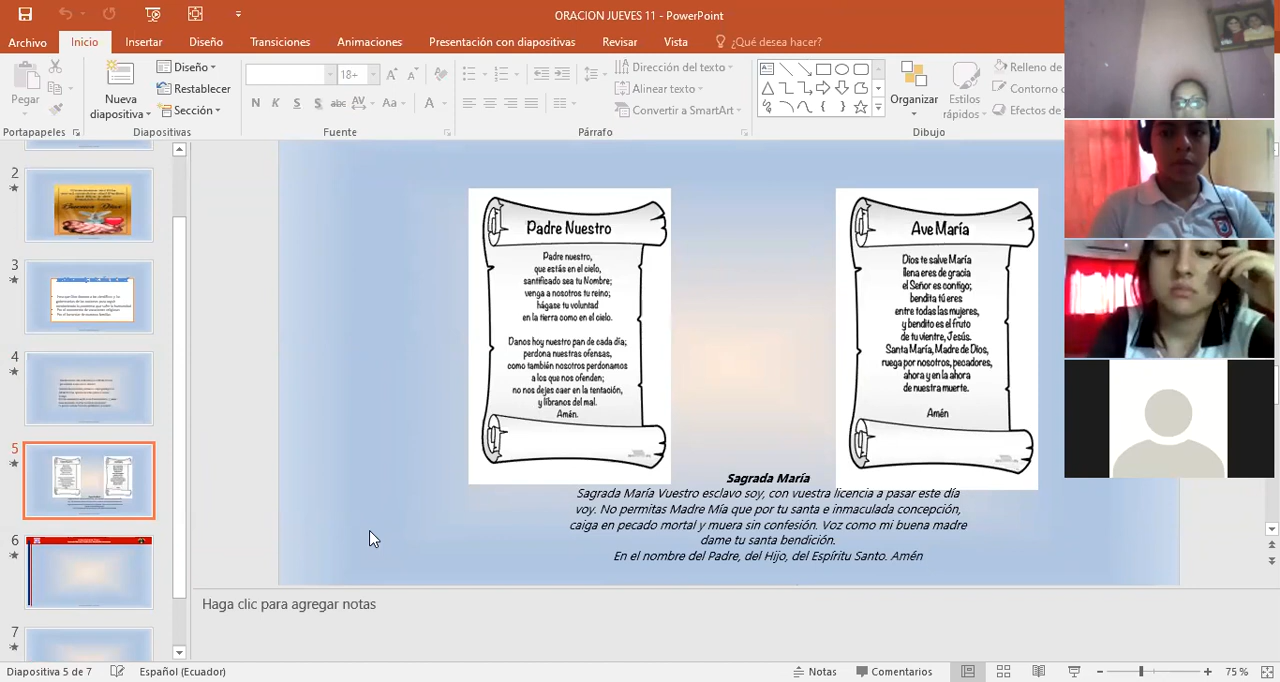 ORACION JUEVES 11 - PowerPoint
Archivo Inicio Insertar Diseño Transiciones Animaciones Presentación con diapositivas Revisar Vista ¿Qué desea hacer?
Pegar
Nueva diapositiva
Diseño
Restablecer
Sección
18+
N K S S abc AV Aa A
Dirección del texto
Alinear texto
Convertir a SmartArt
Organizar
Estilos rápidos
Relleno de
Contorno
Efectos de
Portapapeles Diapositivas Fuente Párrafo Dibujo
2
3
4
5
6
7
Padre Nuestro
Padre nuestro,
que estás en el cielo,
santificado sea tu Nombre;
venga a nosotros tu reino;
hágase tu voluntad
en la tierra como en el cielo.
Danos hoy nuestro pan de cada día;
perdona nuestras ofensas,
como también nosotros perdonamos
a los que nos ofenden;
no nos dejes caer en la tentación,
y líbranos del mal.
Amén.
Ave María
Dios te salve María
llena eres de gracia
el Señor es contigo;
bendita tú eres
entre todas las mujeres,
y bendito es el fruto
de tu vientre, Jesús.
Santa María, Madre de Dios,
ruega por nosotros, pecadores,
ahora y en la ahora
de nuestra muerte.
Amén
Sagrada María
Sagrada María Vuestro esclavo soy, con vuestra licencia a pasar este día
voy. No permitas Madre Mía que por tu santa e inmaculada concepción,
caiga en pecado mortal y muera sin confesión. Voz como mi buena madre
dame tu santa bendición.
En el nombre del Padre, del Hijo, del Espíritu Santo. Amén
Haga clic para agregar notas
Diapositiva 5 de 7 Español (Ecuador) Notas Comentarios 75 %